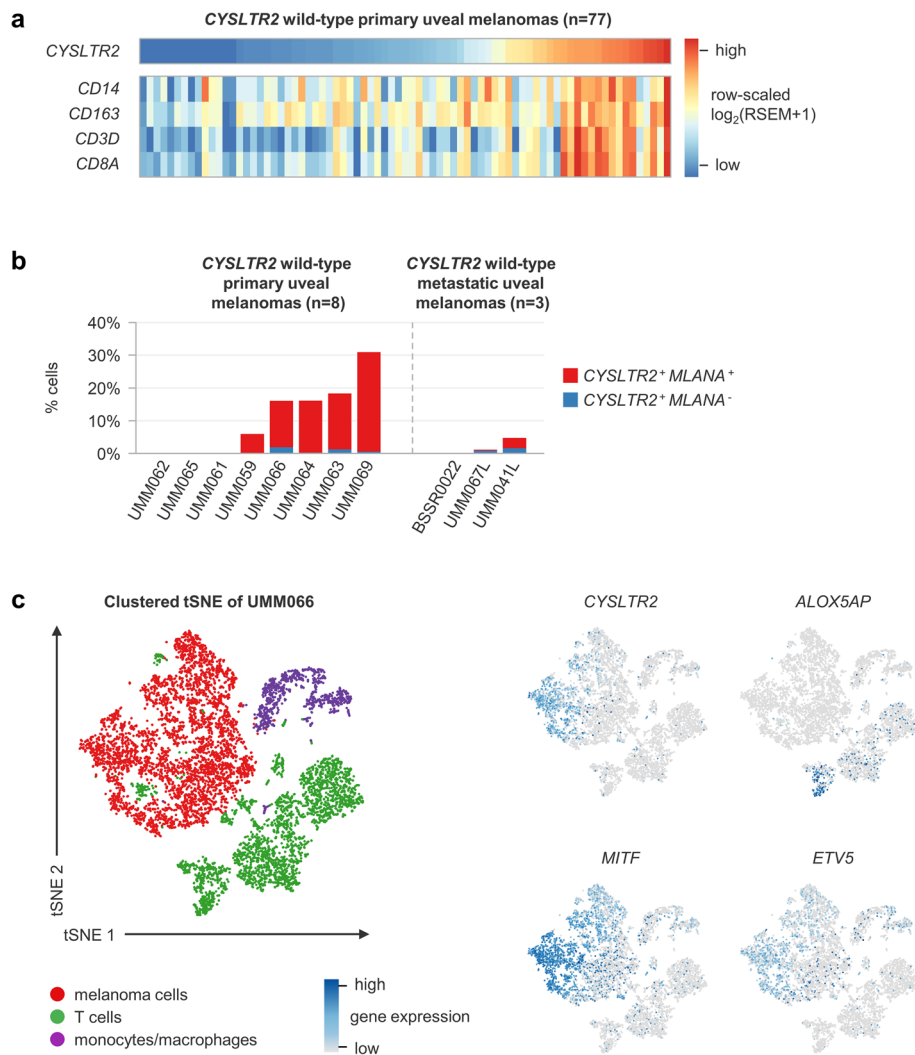 a
CYSLTR2 wild-type primary uveal melanomas (n=77)
CYSLTR2
CD14
CD163
CD3D
CD8A
high
row-scaled
log2(RSEM+1)
low
b
CYSLTR2 wild-type
primary uveal
melanomas (n=8)
CYSLTR2 wild-type
metastatic uveal
melanomas (n=3)
% cells
40%
30%
20%
10%
0%
UMM062
UMM065
UMM061
UMM059
UMM066
UMM064
UMM063
UMM069
BSSR0022
UMM067L
UMM041L
CYSLTR2+ MLANA+
CYSLTR2+ MLANA-
c
Clustered tSNE of UMM066
tSNE 2
tSNE 1
melanoma cells
T cells
monocytes/macrophages
high
gene expression
low
CYSLTR2
ALOX5AP
MITF
ETV5